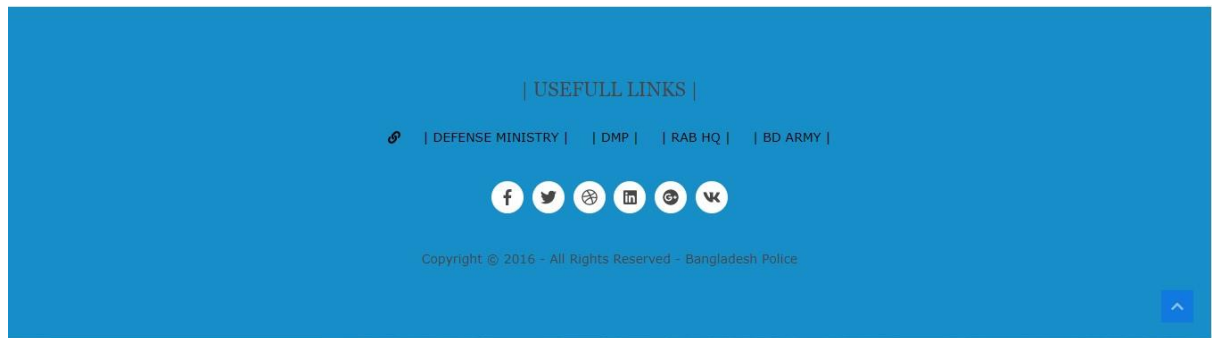 | USEFULL LINKS |
| DEFENSE MINISTRY | | DMP | | RAB HQ | | BD ARMY |
Copyright © 2016 - All Rights Reserved - Bangladesh Police